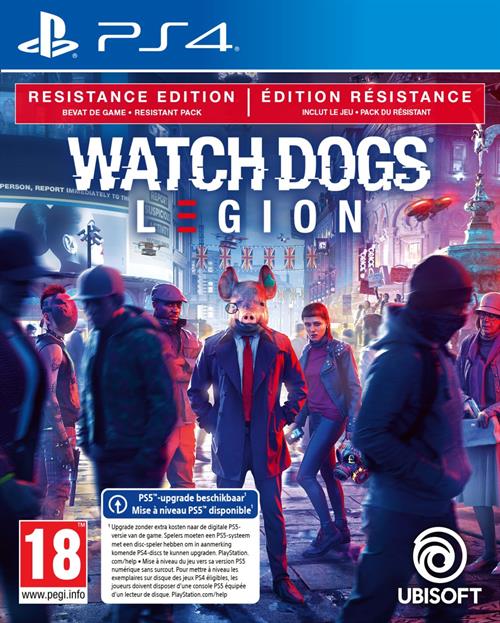 PS4
RESISTANCE EDITION | ÉDITION RÉSISTANCE
BEVAT DE GAME • RESISTANT PACK
INCLUT LE JEU • PACK DU RÉSISTANT
WATCH DOGS
LEGION
PERSON, REPORT IMMEDIATELY TO TH
PS5™-upgrade beschikbaar¹
Mise à niveau PS5™ disponible¹
¹ Upgrade zonder extra kosten naar de digitale PS5-
versie van de game. Spelers moeten een PS5-systeem
met een disc-speler hebben om in aanmerking
komende PS4-discs te kunnen upgraden. PlayStation.
com/help • Mise à niveau du jeu vers sa version PS5
numérique sans surcout. Pour mettre à niveau les
exemplaires sur disque des jeux PS4 éligibles, les
joueurs doivent disposer d'une console PS5 équipée
d'un lecteur de disque. PlayStation.com/help
18
www.pegi.info
UBISOFT